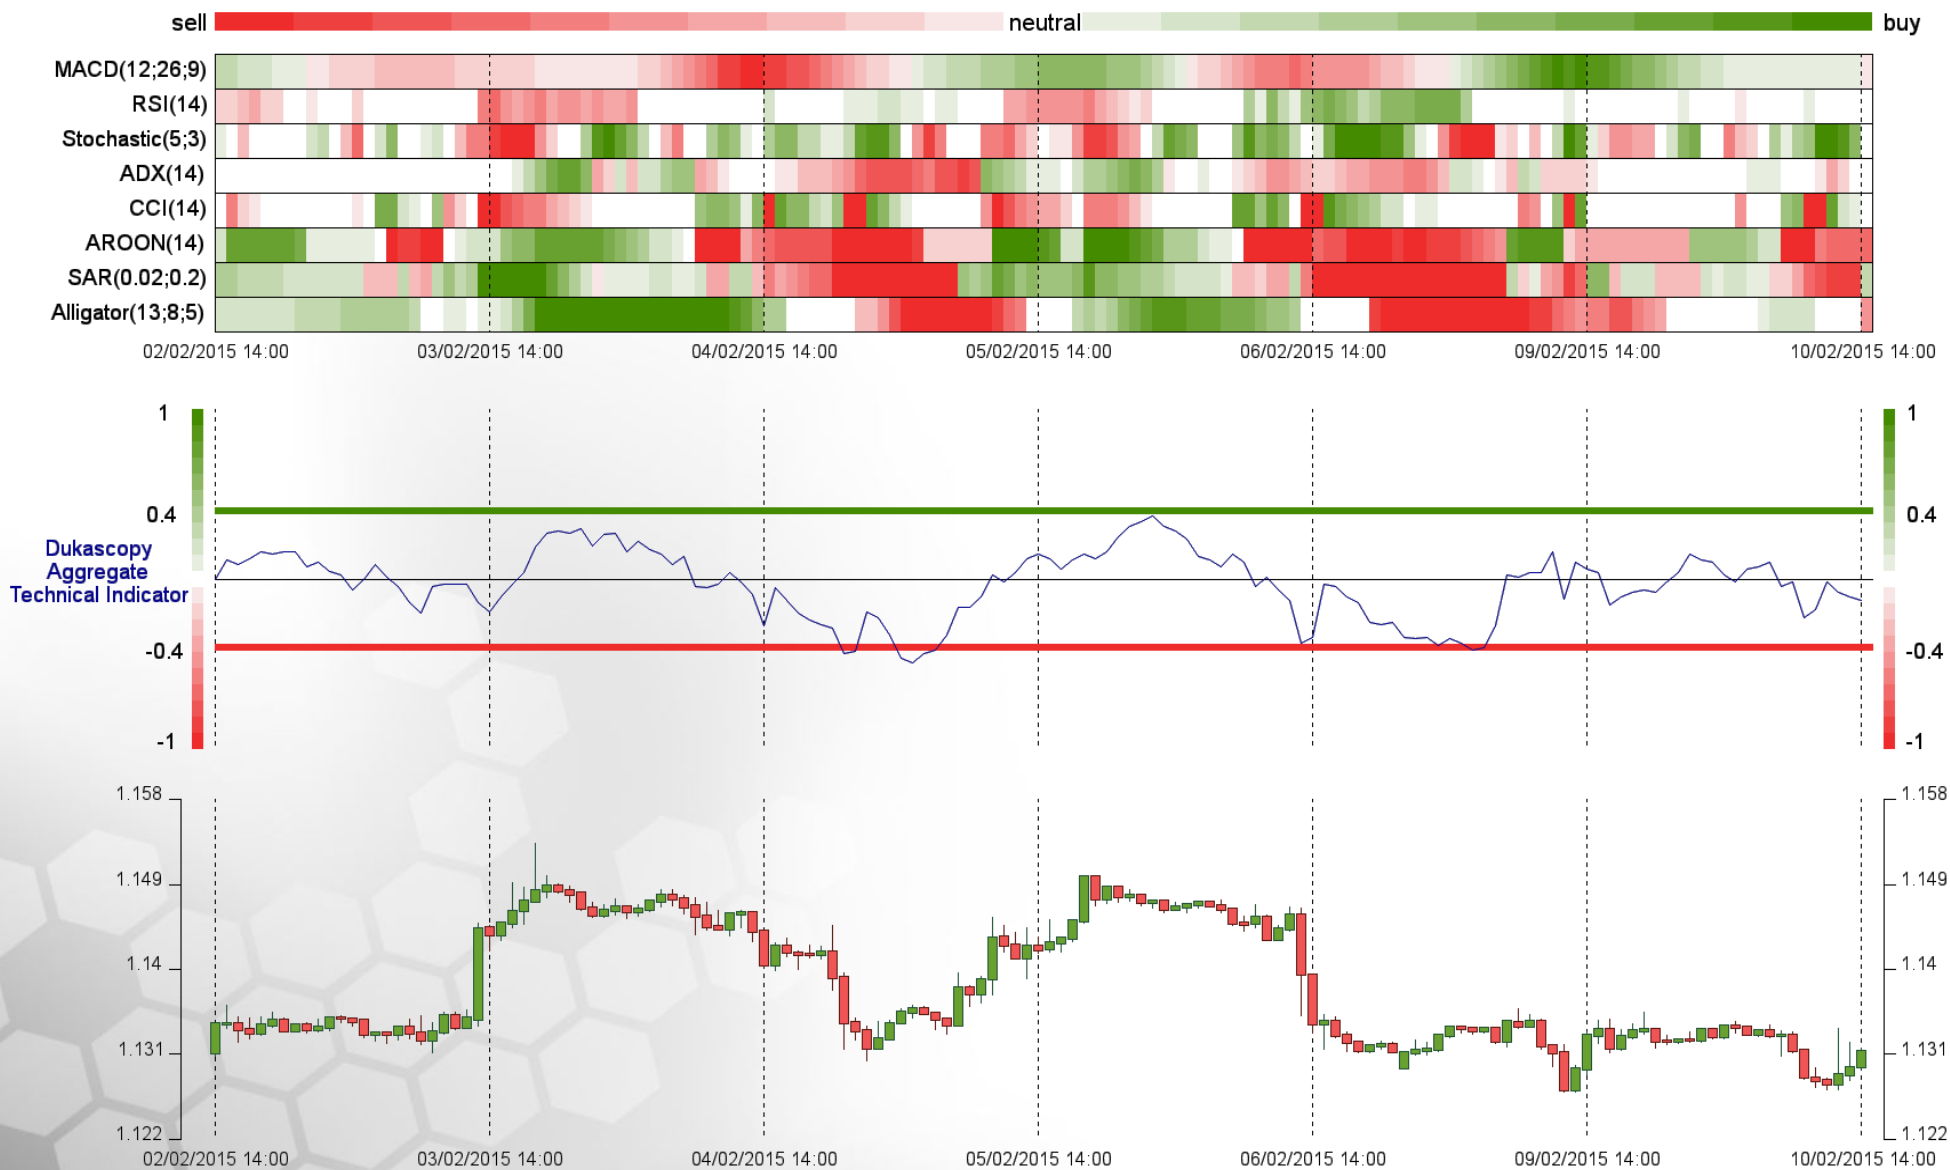 sell neutral buy
MACD(12;26;9)
RSI(14)
Stochastic(5;3)
ADX(14)
CCI(14)
AROON(14)
SAR(0.02;0.2)
Alligator(13;8;5)
02/02/2015 14:00 03/02/2015 14:00 04/02/2015 14:00 05/02/2015 14:00 06/02/2015 14:00 09/02/2015 14:00 10/02/2015 14:00
1 1
0.4 0.4
Dukascopy
Aggregate
Technical Indicator
-0.4 -0.4
-1 -1
1.158 1.158
1.149 1.149
1.14 1.14
1.131 1.131
1.122 1.122
02/02/2015 14:00 03/02/2015 14:00 04/02/2015 14:00 05/02/2015 14:00 06/02/2015 14:00 09/02/2015 14:00 10/02/2015 14:00